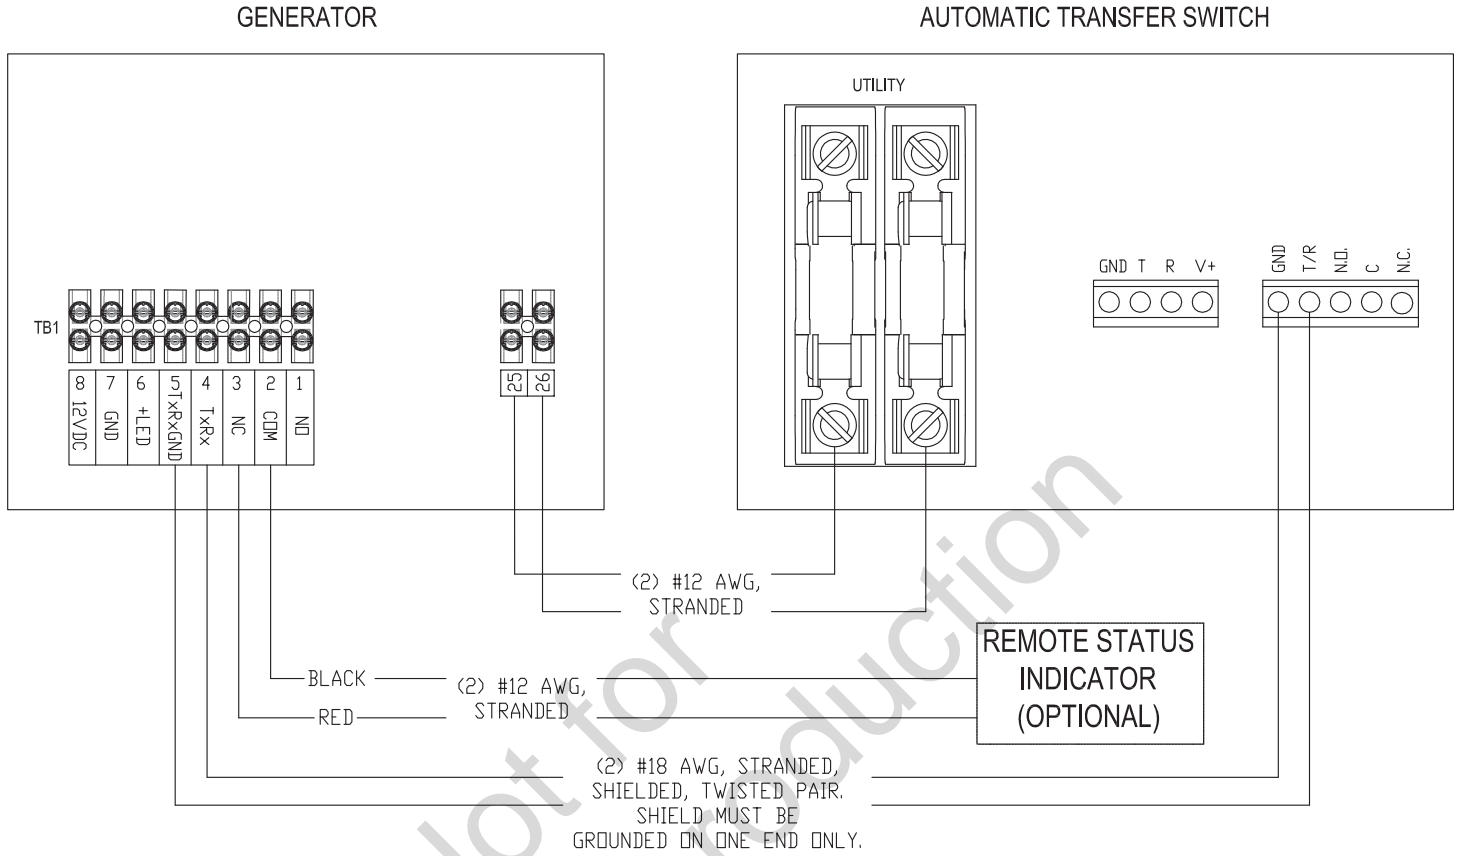 GENERATOR
AUTOMATIC TRANSFER SWITCH
UTILITY
GND T R V+
GND T/R N.O. C N.C.
TB1
8 12VDC
7 GND
6 +LED
5 TxRxGND
4 TxRx
3 NC
2 COM
1 NO
25
26
(2) #12 AWG,
STRANDED
BLACK
RED
(2) #12 AWG,
STRANDED
REMOTE STATUS
INDICATOR
(OPTIONAL)
(2) #18 AWG, STRANDED,
SHIELDED, TWISTED PAIR.
SHIELD MUST BE
GROUNDED ON ONE END ONLY.